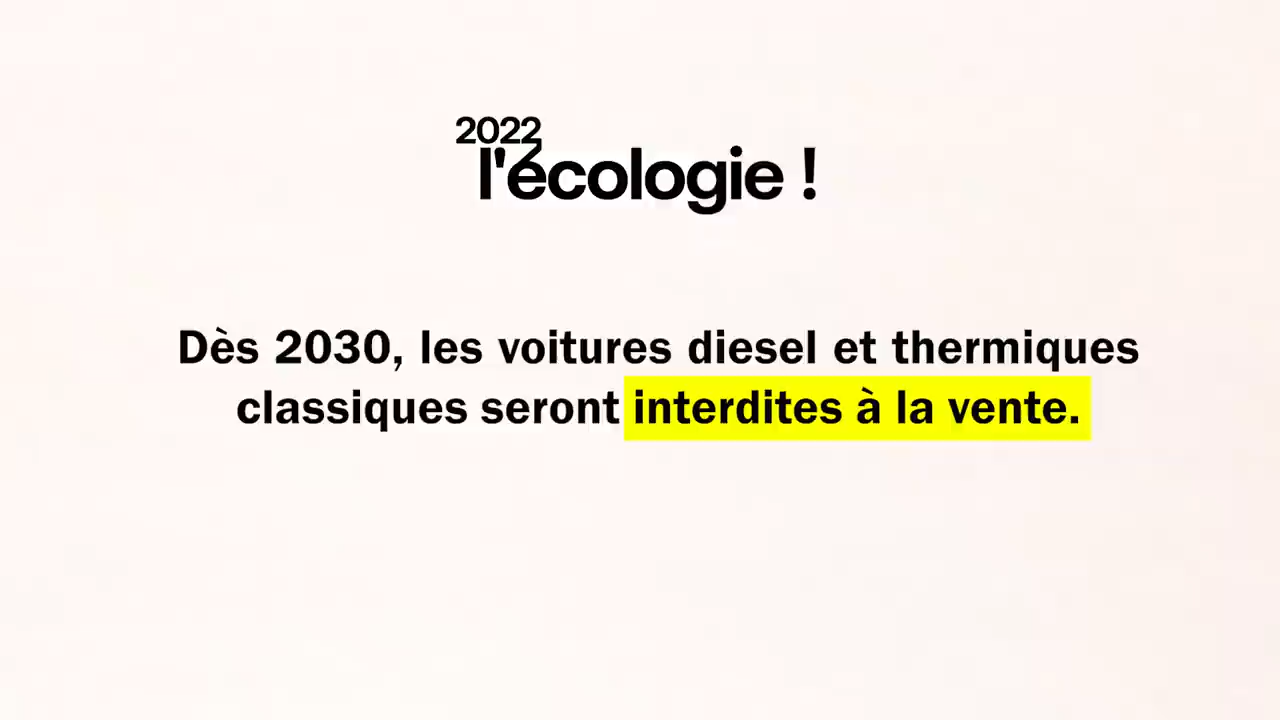 2022
l'écologie !
Dès 2030, les voitures diesel et thermiques
classiques seront interdites à la vente.